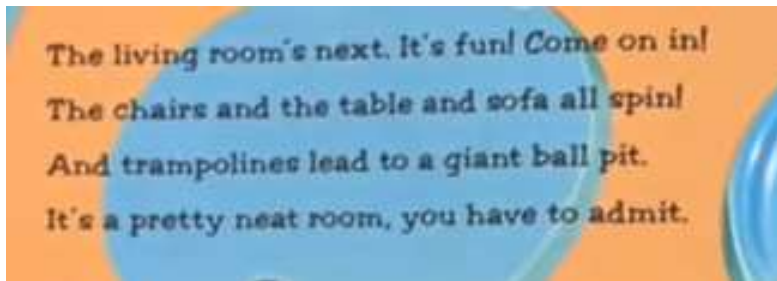 The living room's next. It's fun! Come on in!
The chairs and the table and sofa all spin!
And trampolines lead to a giant ball pit.
It's a pretty neat room, you have to admit.